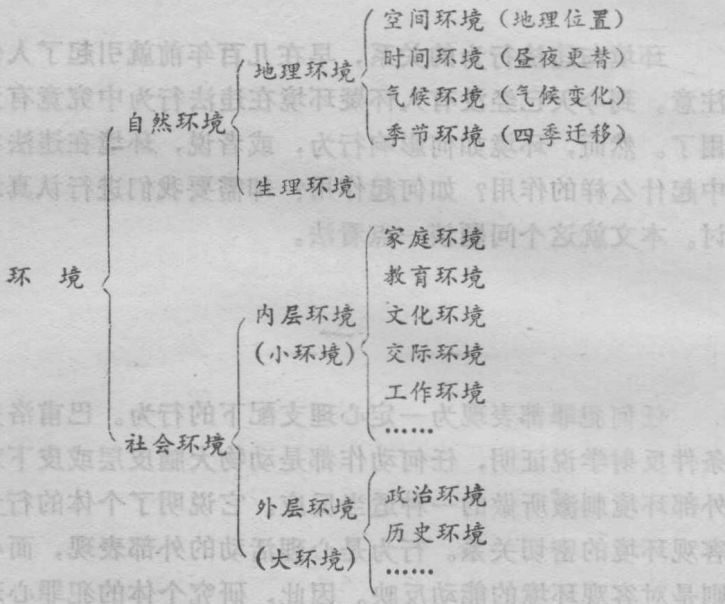 空间环境（地理位置）
地理环境
时间环境（昼夜更替）
气候环境（气候变化）
自然环境
季节环境（四季迁移）
生理环境
家庭环境
环 境
教育环境
内层环境
文化环境
(小环境)
交际环境
工作环境
……
社会环境
外层环境
政治环境
历史环境
(大环境)
……